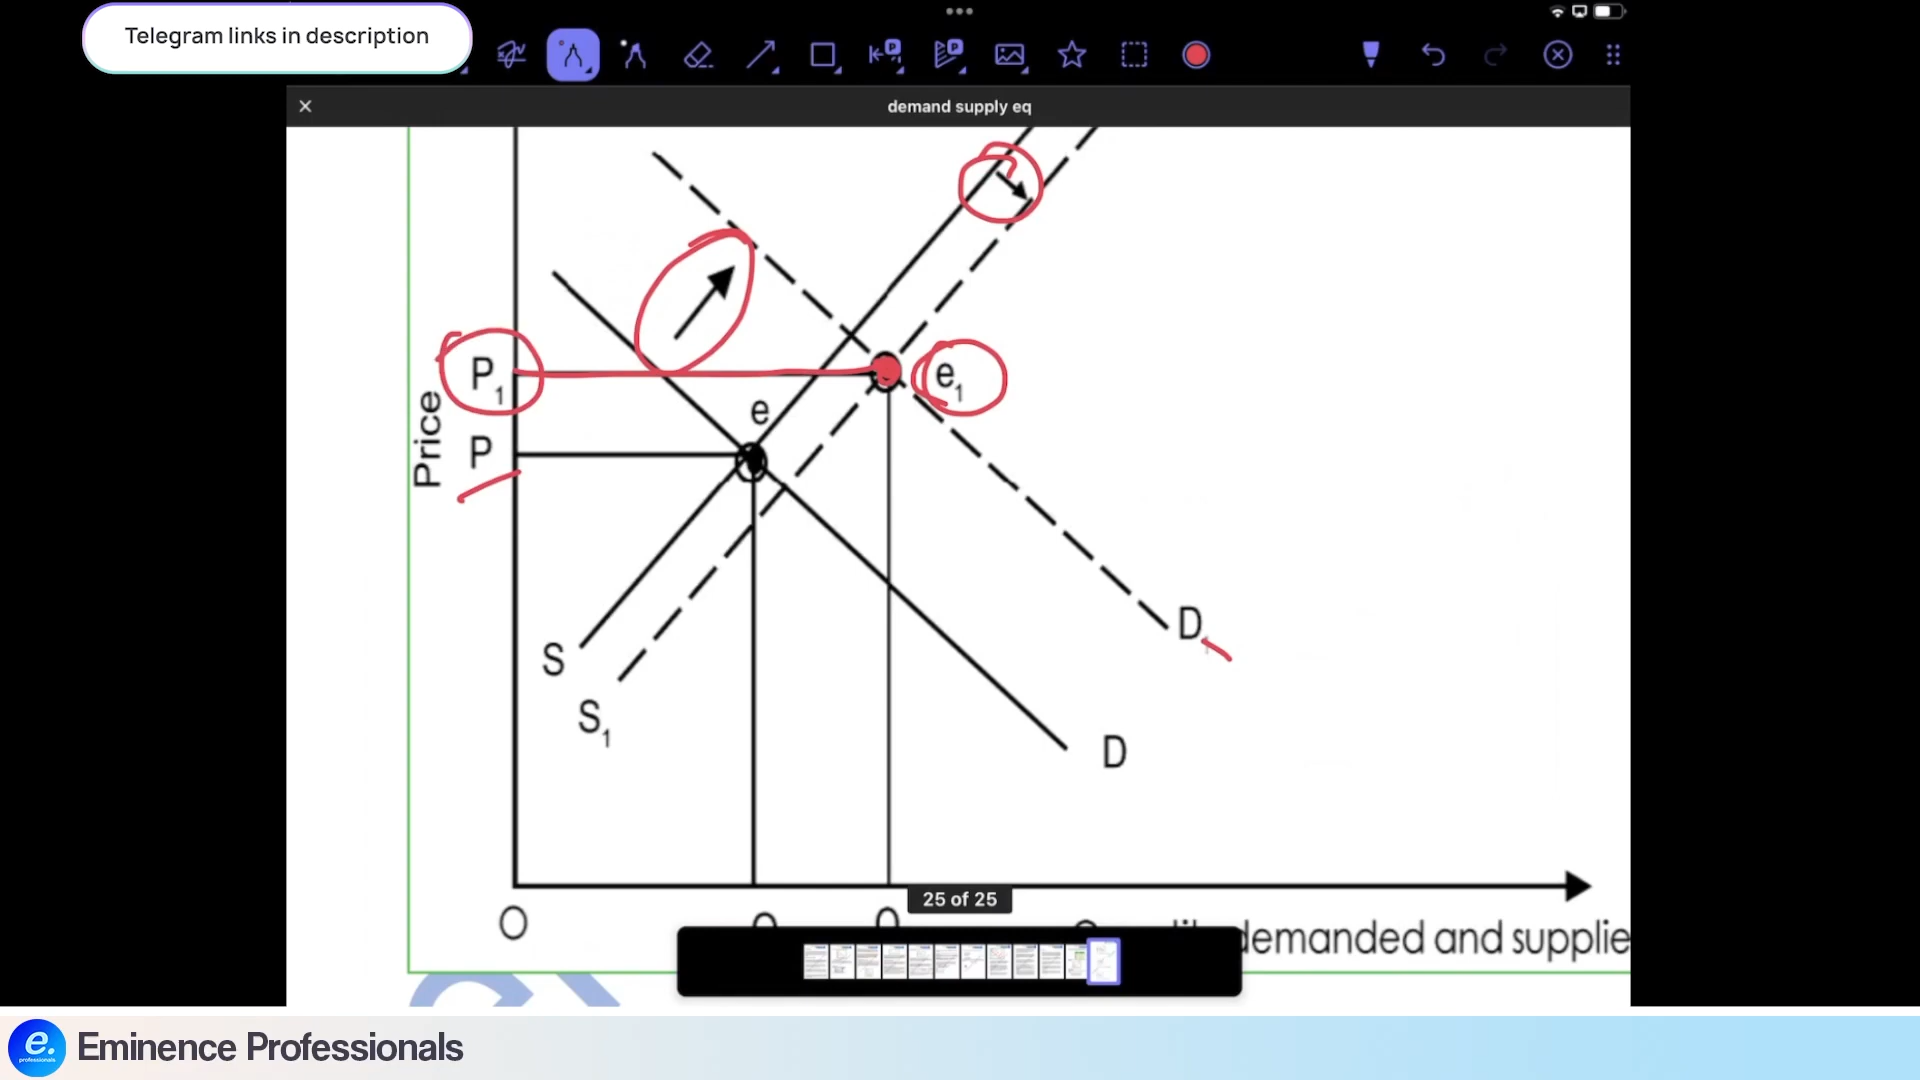 Telegram links in description
demand supply eq
P1
e1
e
P
Price
D1
S
S1
D
25 of 25
O
demanded and supplie
e.
professionals
Eminence Professionals